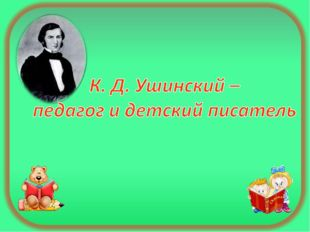 К. Д. Ушинский –
педагог и детский писатель